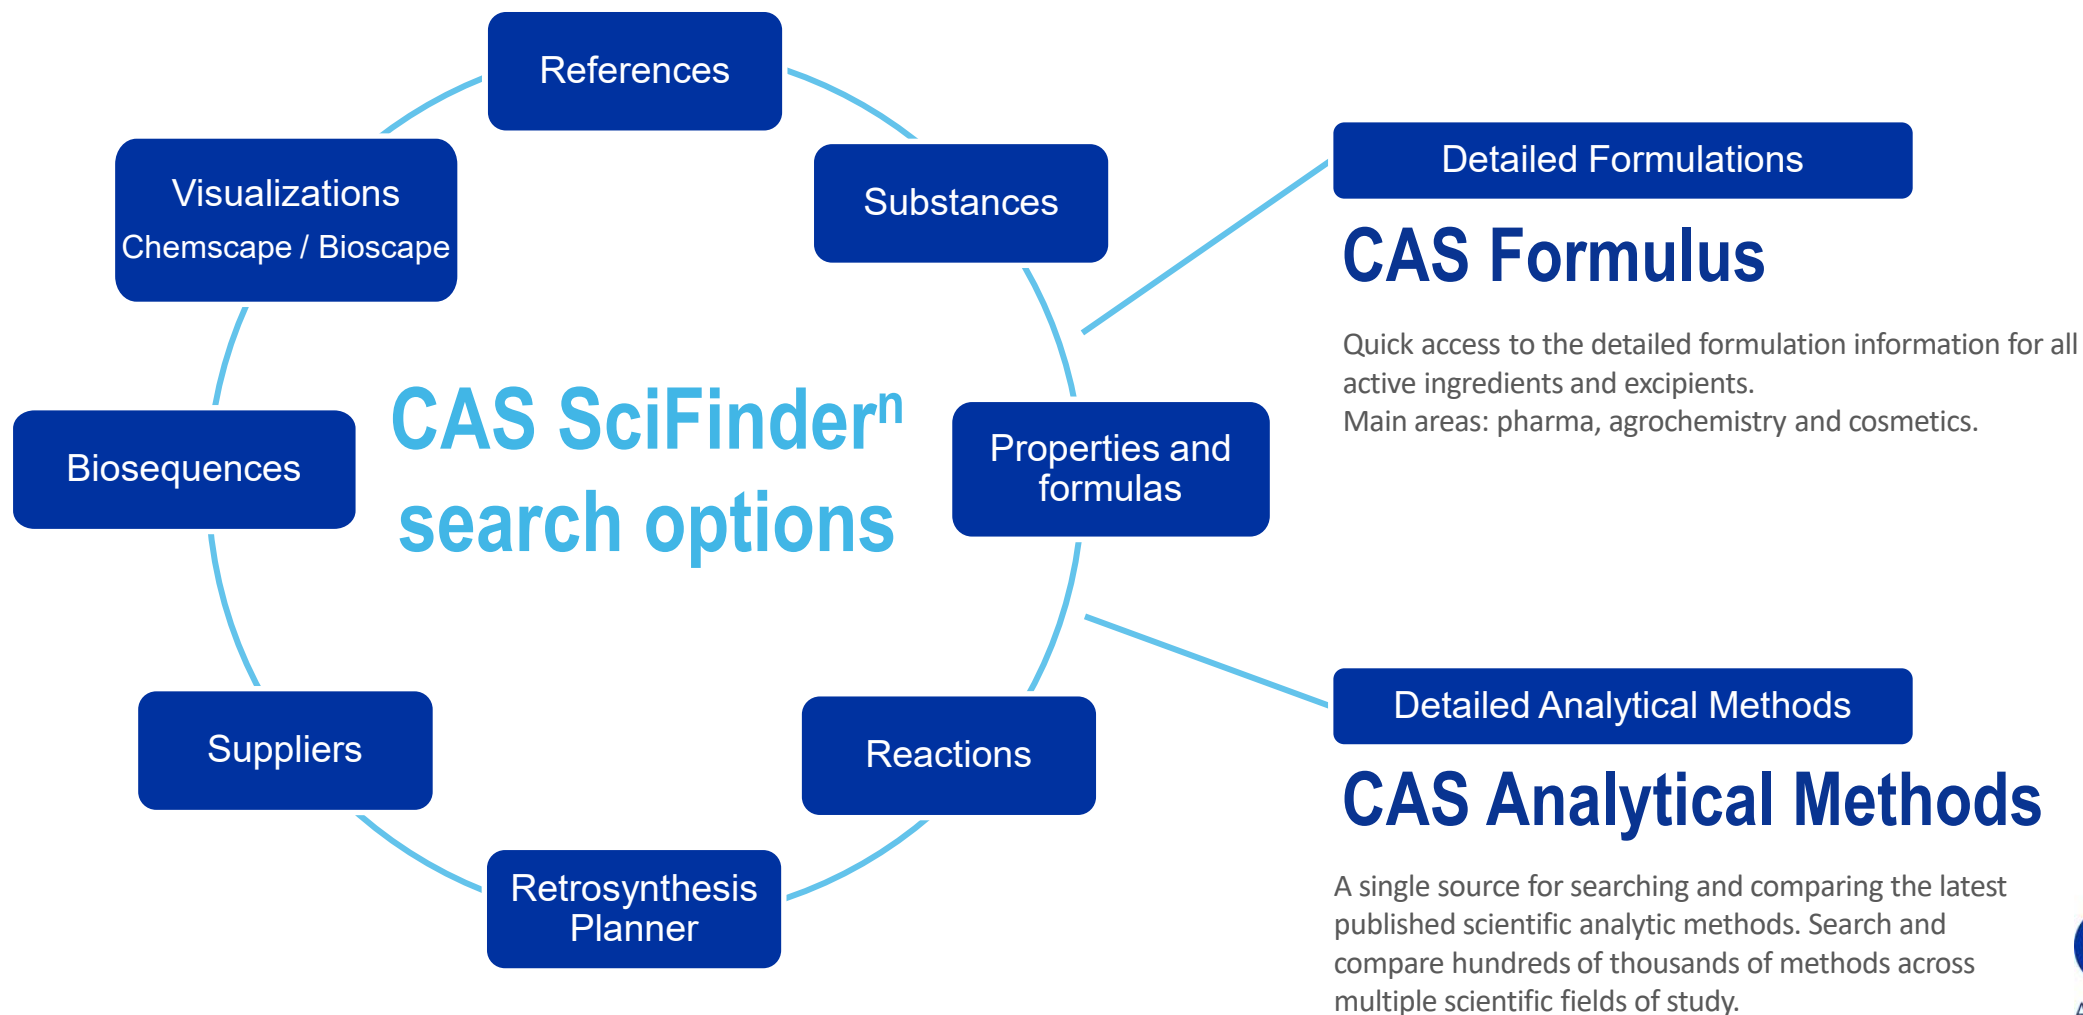 References
Visualizations
Chemscape / Bioscape
Substances
CAS SciFinderⁿ
search options
Biosequences
Properties and
formulas
Suppliers
Reactions
Retrosynthesis
Planner
Detailed Formulations
CAS Formulus
Quick access to the detailed formulation information for all
active ingredients and excipients.
Main areas: pharma, agrochemistry and cosmetics.
Detailed Analytical Methods
CAS Analytical Methods
A single source for searching and comparing the latest
published scientific analytic methods. Search and
compare hundreds of thousands of methods across
multiple scientific fields of study.